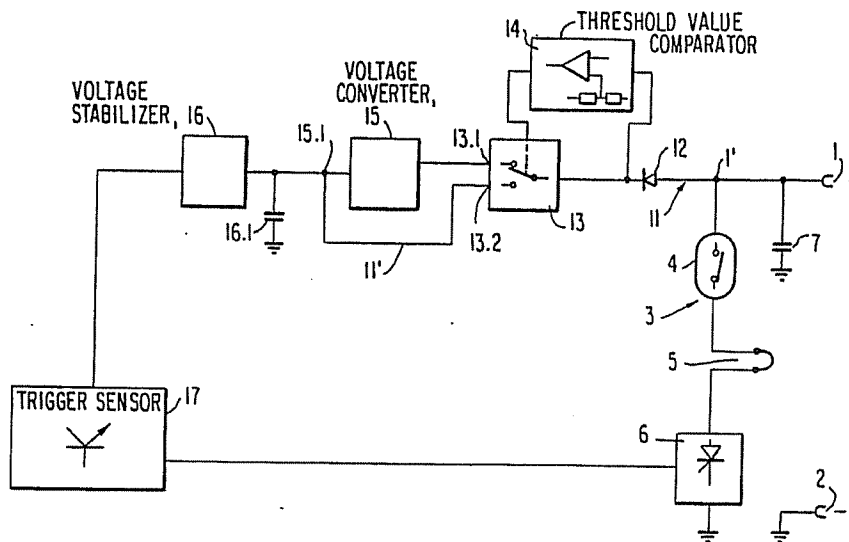 14
THRESHOLD VALUE
COMPARATOR
VOLTAGE
STABILIZER, 16
VOLTAGE
CONVERTER,
15
15.1
13.1
12
1'
1
16.1
13.2
13
11
7
11'
4
3
5
TRIGGER SENSOR
17
6
2
-